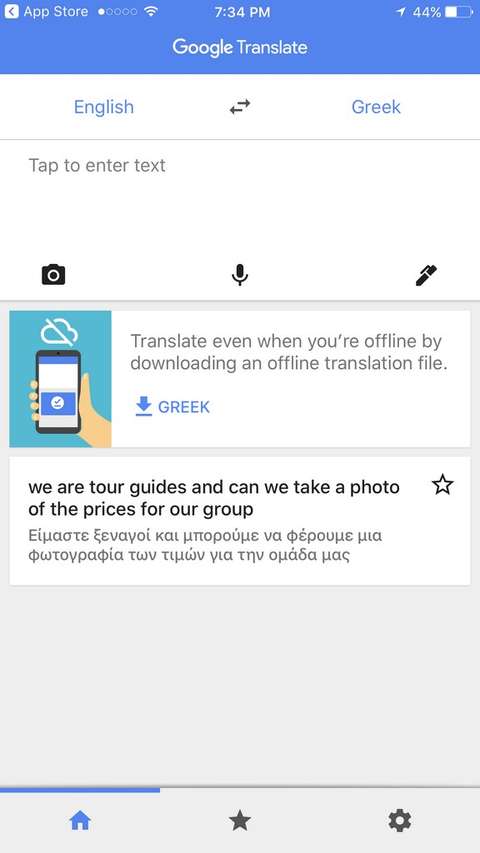 App Store
7:34 PM
44%
Google Translate
English
Greek
Tap to enter text
Translate even when you're offline by
downloading an offline translation file.
GREEK
we are tour guides and can we take a photo
of the prices for our group
Είμαστε ξεναγοί και μπορούμε να φέρουμε μια
φωτογραφία των τιμών για την ομάδα μας